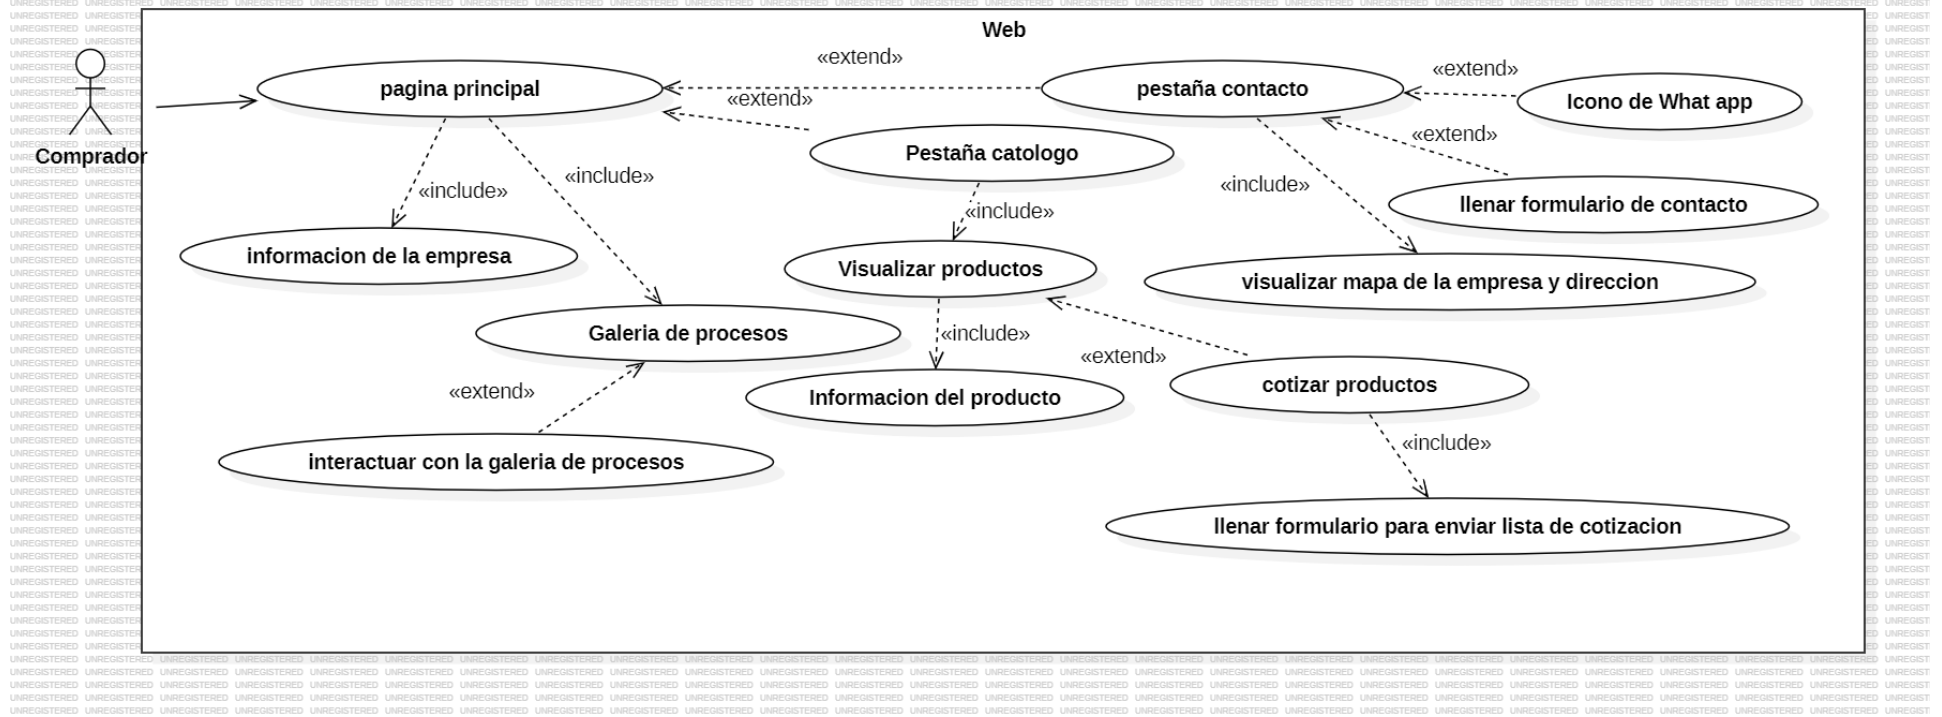 Web
Comprador
pagina principal
«extend»
pestaña contacto
«extend»
Icono de What app
«extend»
Pestaña catologo
«extend»
llenar formulario de contacto
«include»
«include»
«include»
«include»
informacion de la empresa
Visualizar productos
visualizar mapa de la empresa y direccion
Galeria de procesos
«include»
«extend»
Informacion del producto
cotizar productos
«extend»
interactuar con la galeria de procesos
«include»
llenar formulario para enviar lista de cotizacion
UNREGISTERED